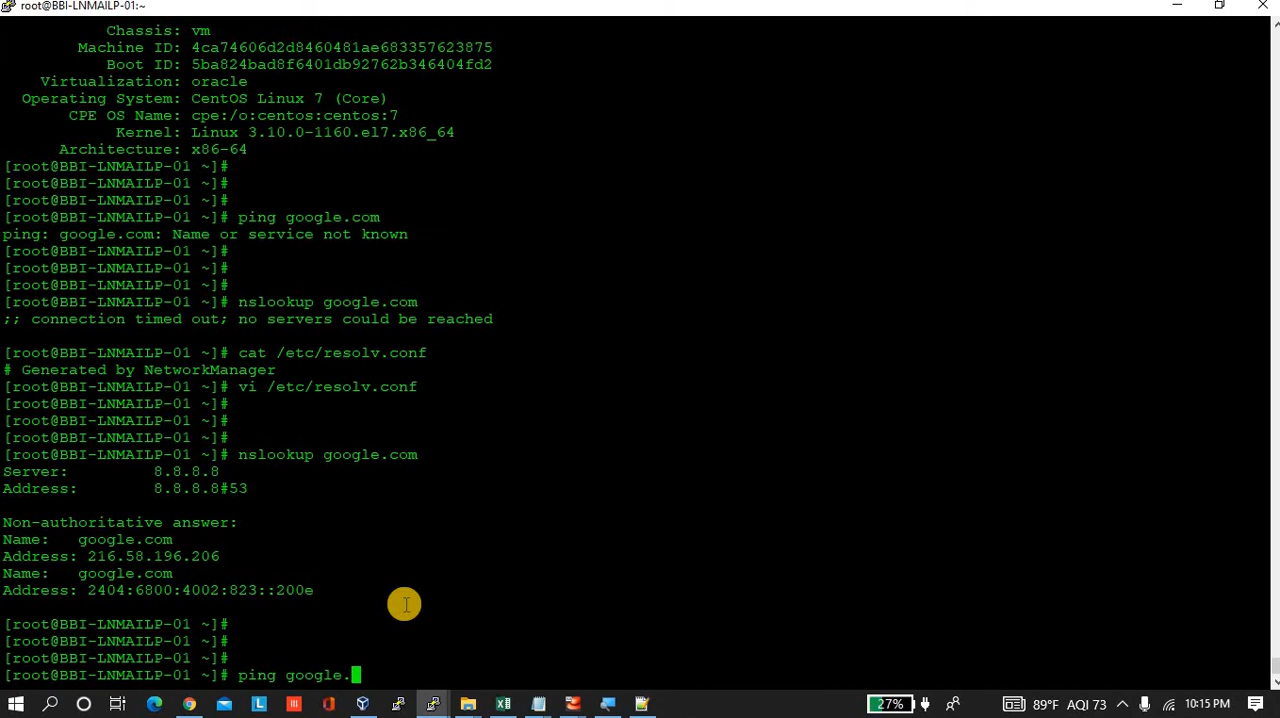 root@BBI-LNMAILP-01:~
Chassis: vm
Machine ID: 4ca74606d2d8460481ae683357623875
Boot ID: 5ba824bad8f6401db92762b346404fd2
Virtualization: oracle
Operating System: CentOS Linux 7 (Core)
CPE OS Name: cpe:/o:centos:centos:7
Kernel: Linux 3.10.0-1160.el7.x86_64
Architecture: x86-64
[root@BBI-LNMAILP-01 ~]#
[root@BBI-LNMAILP-01 ~]#
[root@BBI-LNMAILP-01 ~]#
[root@BBI-LNMAILP-01 ~]# ping google.com
ping: google.com: Name or service not known
[root@BBI-LNMAILP-01 ~]#
[root@BBI-LNMAILP-01 ~]#
[root@BBI-LNMAILP-01 ~]#
[root@BBI-LNMAILP-01 ~]# nslookup google.com
;; connection timed out; no servers could be reached
[root@BBI-LNMAILP-01 ~]# cat /etc/resolv.conf
# Generated by NetworkManager
[root@BBI-LNMAILP-01 ~]# vi /etc/resolv.conf
[root@BBI-LNMAILP-01 ~]#
[root@BBI-LNMAILP-01 ~]#
[root@BBI-LNMAILP-01 ~]#
[root@BBI-LNMAILP-01 ~]# nslookup google.com
Server: 8.8.8.8
Address: 8.8.8.8#53
Non-authoritative answer:
Name: google.com
Address: 216.58.196.206
Name: google.com
Address: 2404:6800:4002:823::200e
[root@BBI-LNMAILP-01 ~]#
[root@BBI-LNMAILP-01 ~]#
[root@BBI-LNMAILP-01 ~]#
[root@BBI-LNMAILP-01 ~]# ping google.
27% 89°F AQI 73 10:15 PM